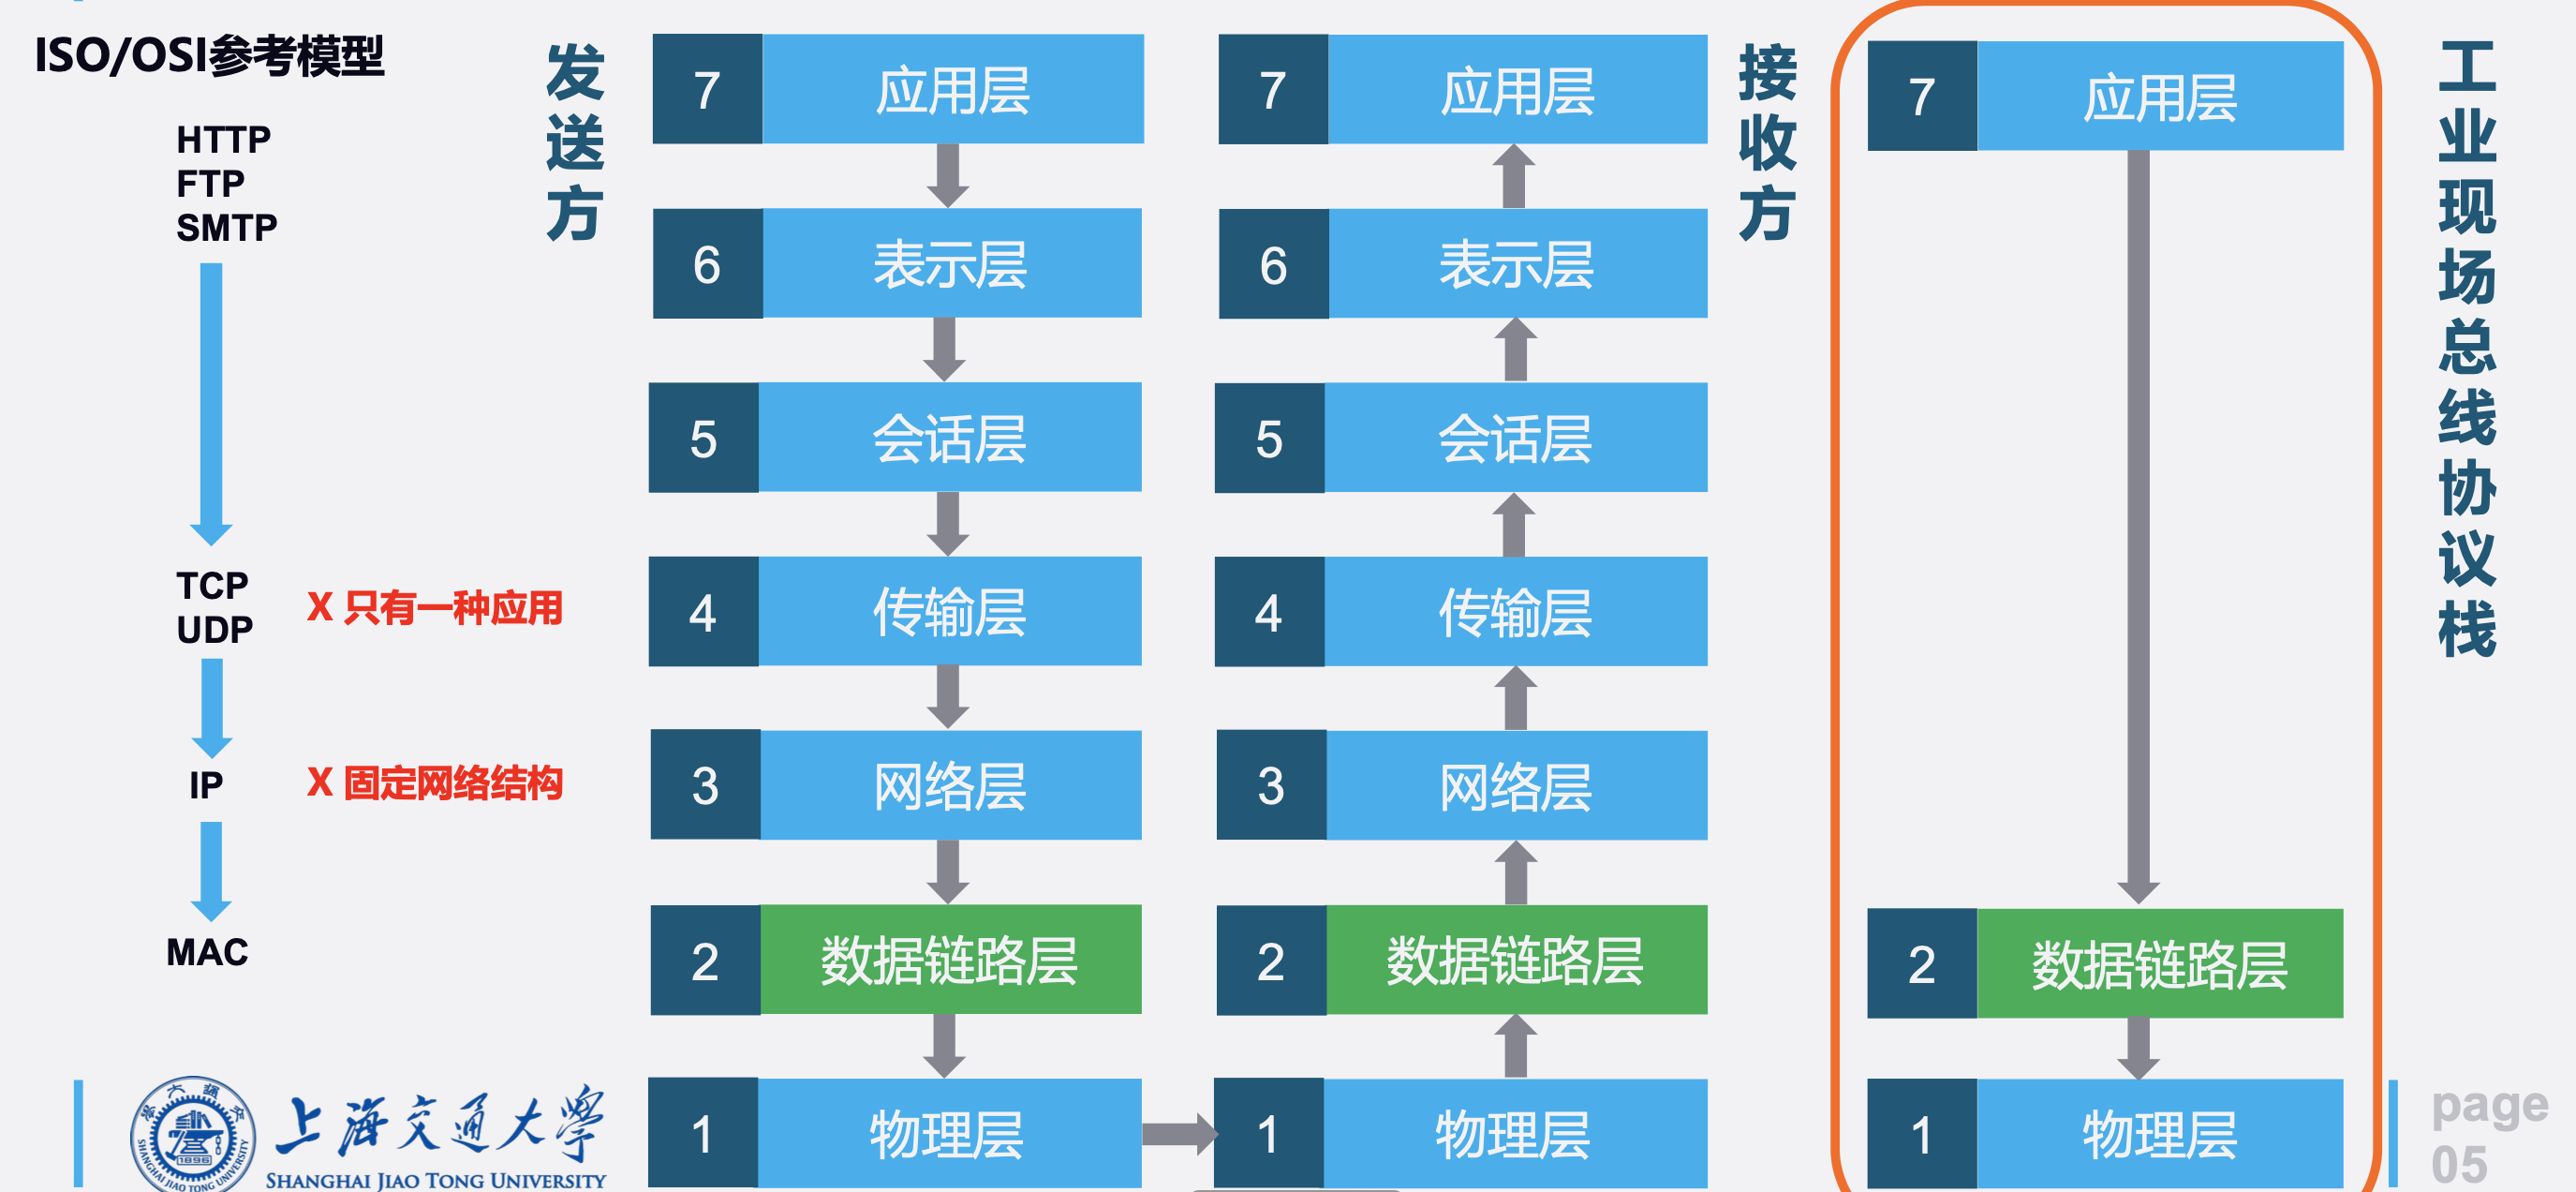 ISO/OSI参考模型
HTTP
FTP
SMTP
TCP
UDP
X 只有一种应用
IP
X 固定网络结构
MAC
发送方
7 应用层
6 表示层
5 会话层
4 传输层
3 网络层
2 数据链路层
1 物理层
接收方
7 应用层
6 表示层
5 会话层
4 传输层
3 网络层
2 数据链路层
1 物理层
工业现场总线协议栈
7 应用层
2 数据链路层
1 物理层
上海交通大學
SHANGHAI JIAO TONG UNIVERSITY
1896
SHANGHAI JIAO TONG UNIVERSITY
page
05